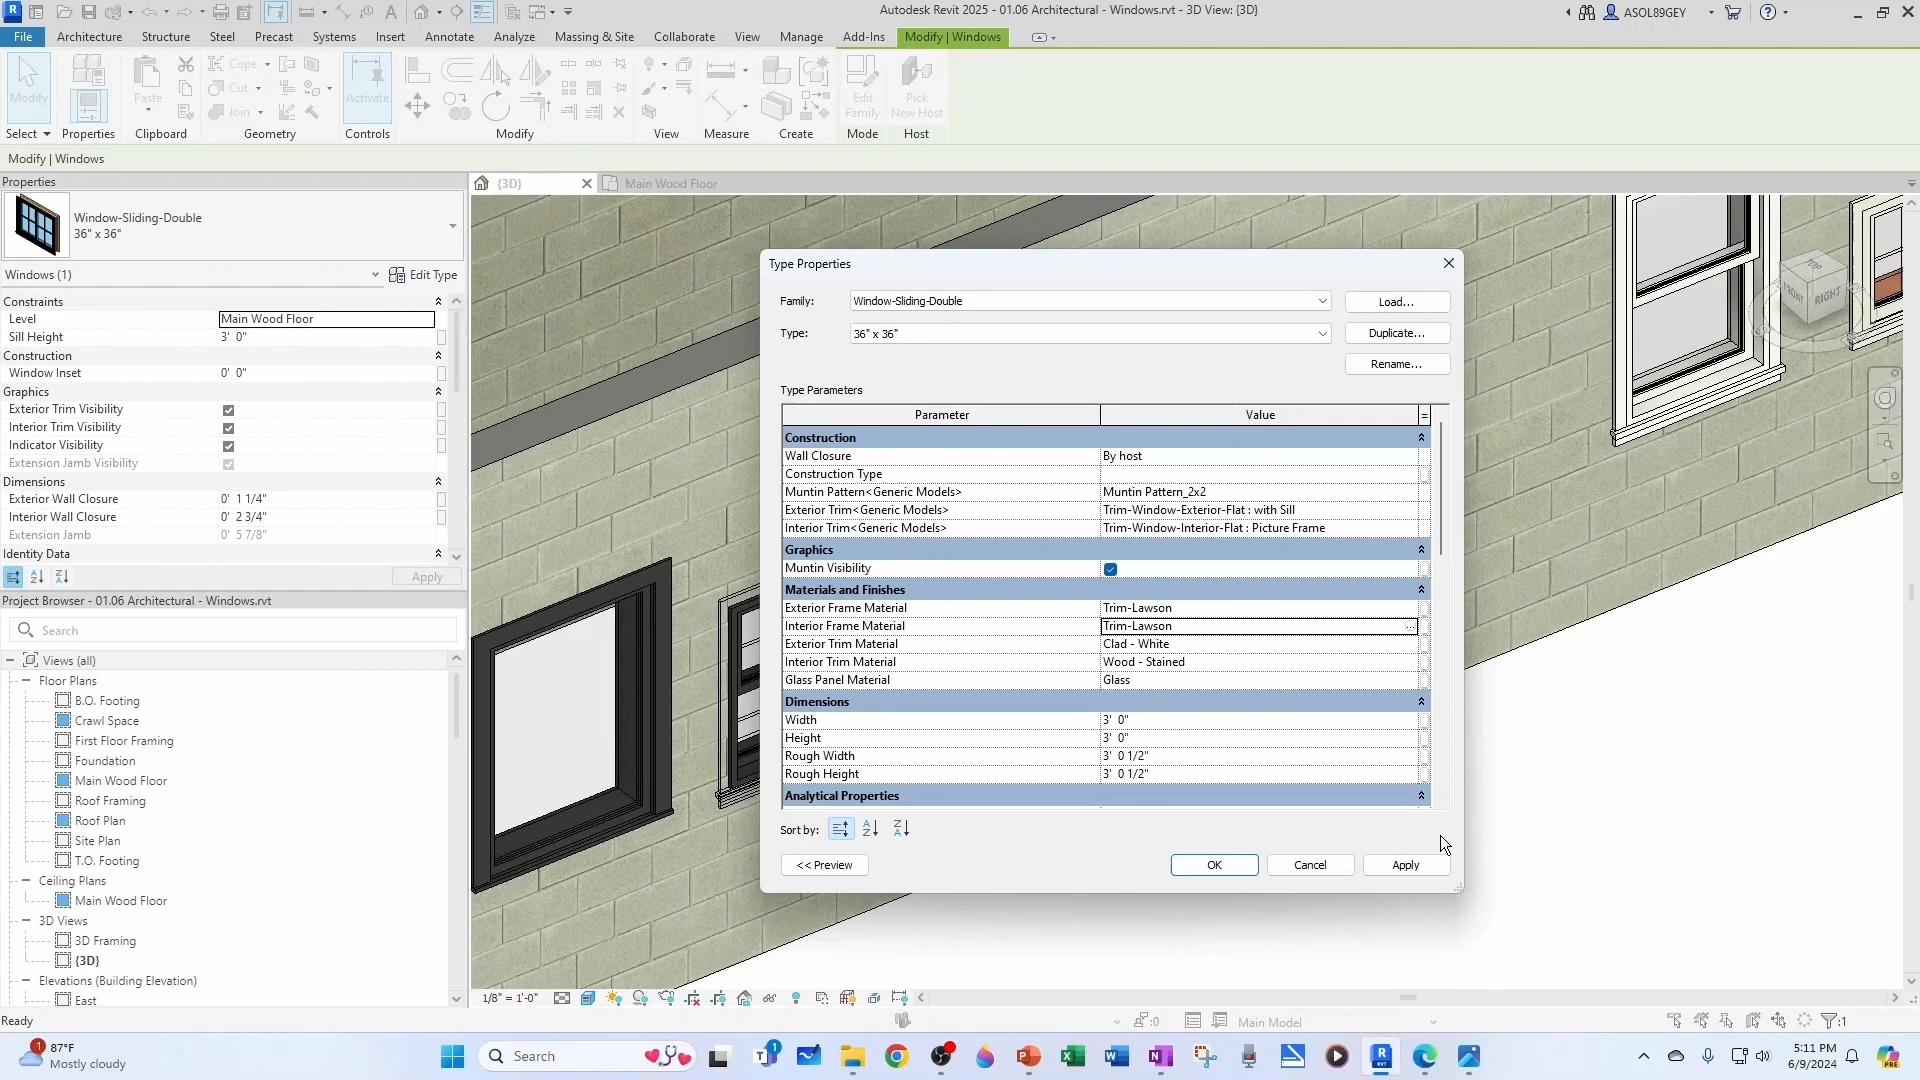 Autodesk Revit 2025 - 01.06 Architectural - Windows.rvt - 3D View: {3D}
ASOL89GEY
File Architecture Structure Steel Precast Systems Insert Annotate Analyze Massing & Site Collaborate View Manage Add-Ins Modify | Windows
Modify
Paste
Cope
Cut
Join
Activate
Edit Family
Pick New Host
Select Properties Clipboard Geometry Controls Modify View Measure Create Mode Host
Modify | Windows
Properties
{3D}
Main Wood Floor
Window-Sliding-Double
36" x 36"
Windows (1)
Edit Type
Constraints
Level Main Wood Floor
Sill Height 3' 0"
Construction
Window Inset 0' 0"
Graphics
Exterior Trim Visibility
Interior Trim Visibility
Indicator Visibility
Extension Jamb Visibility
Dimensions
Exterior Wall Closure 0' 1 1/4"
Interior Wall Closure 0' 2 3/4"
Extension Jamb 0' 5 7/8"
Identity Data
Apply
Project Browser - 01.06 Architectural - Windows.rvt
Search
Views (all)
Floor Plans
B.O. Footing
Crawl Space
First Floor Framing
Foundation
Main Wood Floor
Roof Framing
Roof Plan
Site Plan
T.O. Footing
Ceiling Plans
Main Wood Floor
3D Views
3D Framing
{3D}
Elevations (Building Elevation)
East
Type Properties
Family: Window-Sliding-Double Load...
Type: 36" x 36" Duplicate...
Rename...
Type Parameters
Parameter Value =
Construction
Wall Closure By host
Construction Type
Muntin Pattern<Generic Models> Muntin Pattern_2x2
Exterior Trim<Generic Models> Trim-Window-Exterior-Flat : with Sill
Interior Trim<Generic Models> Trim-Window-Interior-Flat : Picture Frame
Graphics
Muntin Visibility
Materials and Finishes
Exterior Frame Material Trim-Lawson
Interior Frame Material Trim-Lawson
Exterior Trim Material Clad - White
Interior Trim Material Wood - Stained
Glass Panel Material Glass
Dimensions
Width 3' 0"
Height 3' 0"
Rough Width 3' 0 1/2"
Rough Height 3' 0 1/2"
Analytical Properties
Sort by:
<< Preview OK Cancel Apply
TOP
FRONT
RIGHT
1/8" = 1'-0"
Ready
:0
Main Model
:1
87°F
Mostly cloudy
Search
5:11 PM
6/9/2024